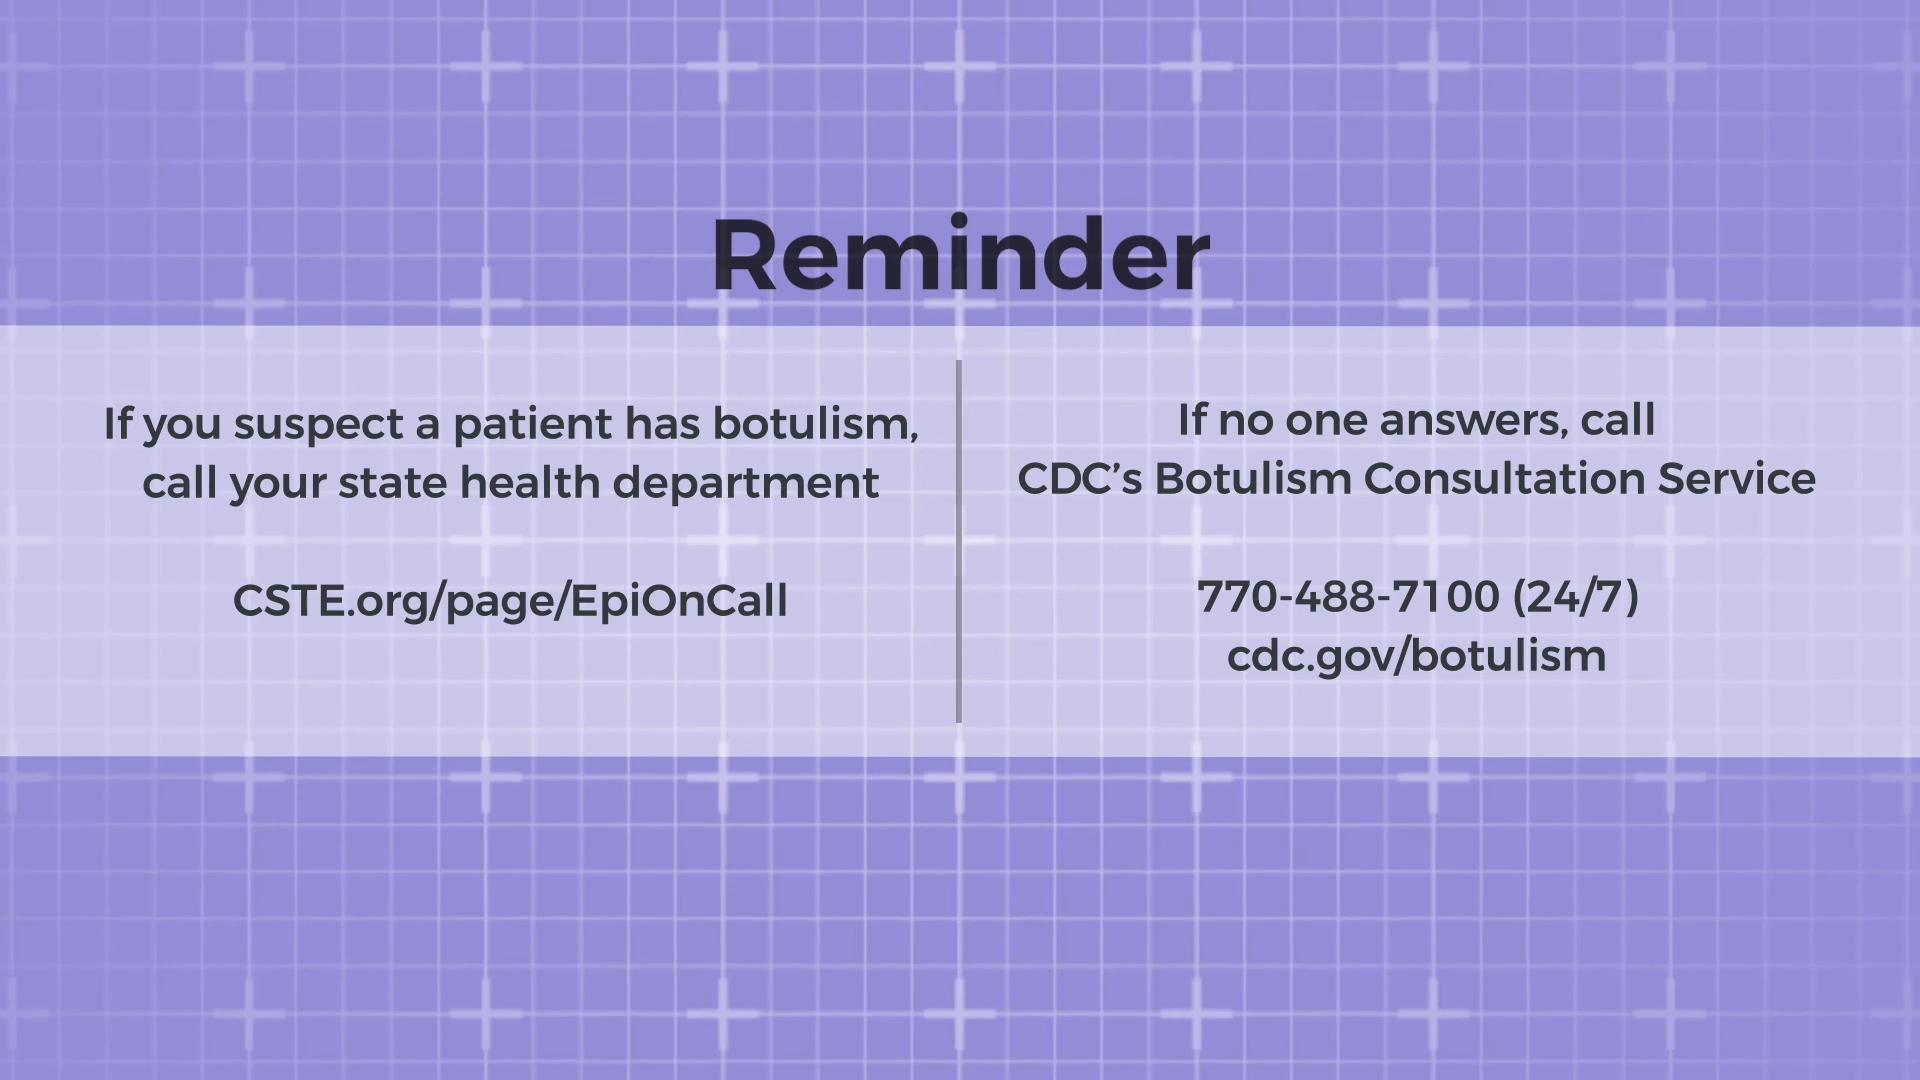 Reminder
If you suspect a patient has botulism,
call your state health department
CSTE.org/page/EpiOnCall
If no one answers, call
CDC’s Botulism Consultation Service
770-488-7100 (24/7)
cdc.gov/botulism